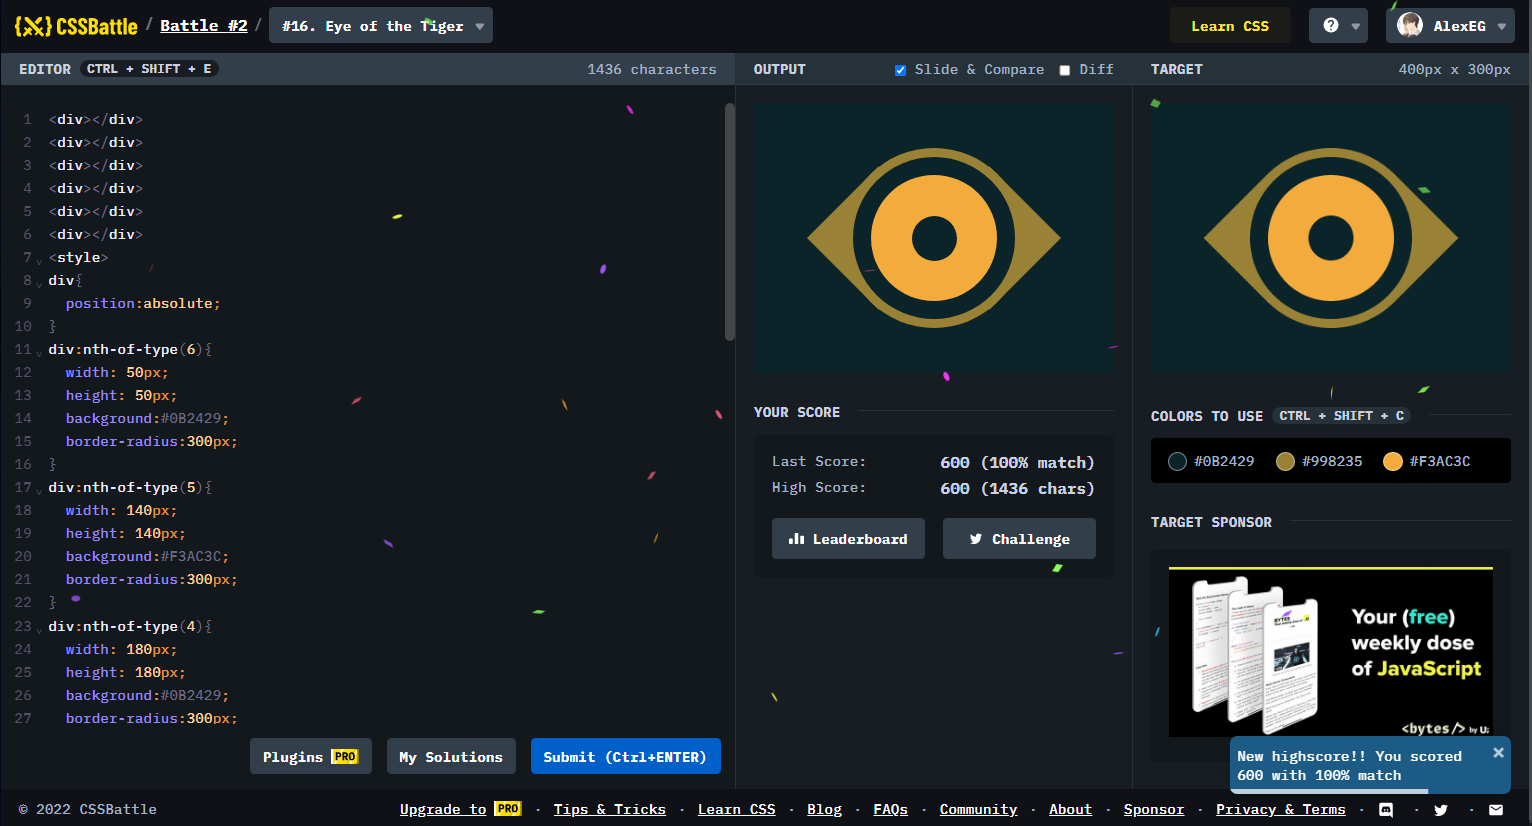 {X} CSSBattle / Battle #2 / #16. Eye of the Tiger ▼
Learn CSS
? ▼
AlexEG ▼
EDITOR CTRL + SHIFT + E 1436 characters
1 <div></div>
2 <div></div>
3 <div></div>
4 <div></div>
5 <div></div>
6 <div></div>
7 <style>
8 div{
9 position:absolute;
10 }
11 div:nth-of-type(6){
12 width: 50px;
13 height: 50px;
14 background:#0B2429;
15 border-radius:300px;
16 }
17 div:nth-of-type(5){
18 width: 140px;
19 height: 140px;
20 background:#F3AC3C;
21 border-radius:300px;
22 }
23 div:nth-of-type(4){
24 width: 180px;
25 height: 180px;
26 background:#0B2429;
27 border-radius:300px;
Plugins PRO
My Solutions
Submit (Ctrl+ENTER)
OUTPUT Slide & Compare Diff
YOUR SCORE
Last Score: 600 (100% match)
High Score: 600 (1436 chars)
Leaderboard
Challenge
TARGET 400px x 300px
COLORS TO USE CTRL + SHIFT + C
#0B2429 #998235 #F3AC3C
TARGET SPONSOR
BYTES
Your (free)
weekly dose
of JavaScript
<bytes/> by ui
New highscore!! You scored ×
600 with 100% match
© 2022 CSSBattle
Upgrade to PRO · Tips & Tricks · Learn CSS · Blog · FAQs · Community · About · Sponsor · Privacy & Terms · · ·